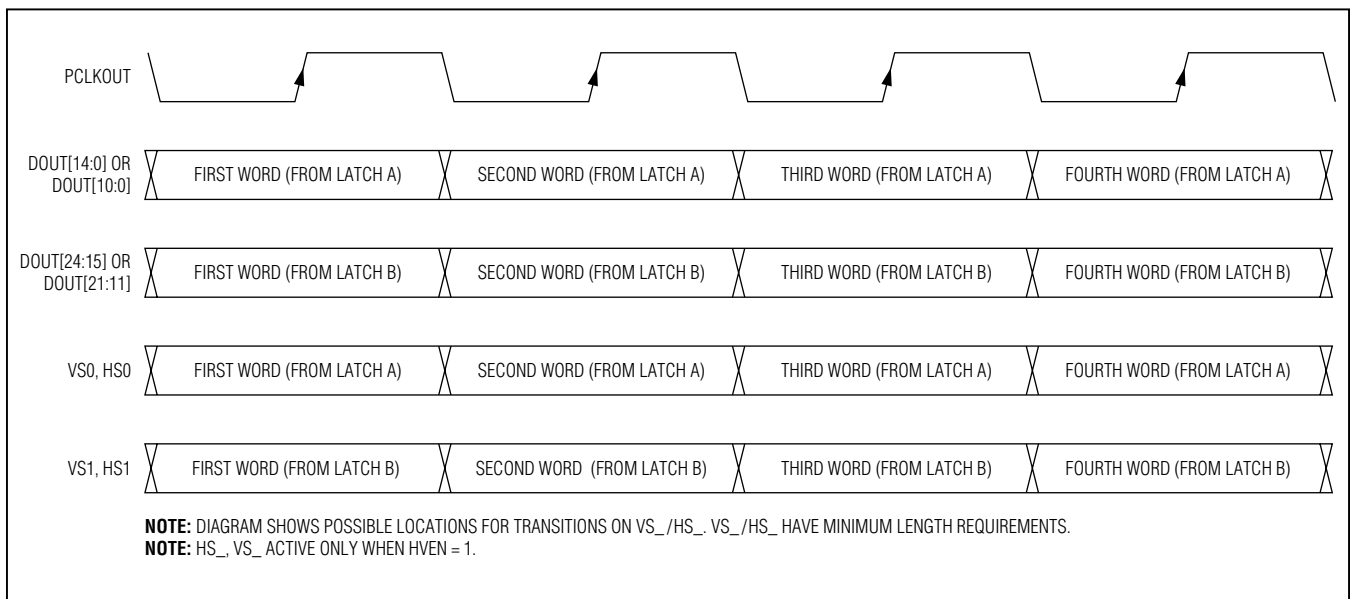 PCLKOUT
DOUT[14:0] OR
DOUT[10:0]
FIRST WORD (FROM LATCH A) SECOND WORD (FROM LATCH A) THIRD WORD (FROM LATCH A) FOURTH WORD (FROM LATCH A)
DOUT[24:15] OR
DOUT[21:11]
FIRST WORD (FROM LATCH B) SECOND WORD (FROM LATCH B) THIRD WORD (FROM LATCH B) FOURTH WORD (FROM LATCH B)
VS0, HS0 FIRST WORD (FROM LATCH A) SECOND WORD (FROM LATCH A) THIRD WORD (FROM LATCH A) FOURTH WORD (FROM LATCH A)
VS1, HS1 FIRST WORD (FROM LATCH B) SECOND WORD (FROM LATCH B) THIRD WORD (FROM LATCH B) FOURTH WORD (FROM LATCH B)
NOTE: DIAGRAM SHOWS POSSIBLE LOCATIONS FOR TRANSITIONS ON VS_/HS_. VS_/HS_ HAVE MINIMUM LENGTH REQUIREMENTS.
NOTE: HS_, VS_ ACTIVE ONLY WHEN HVEN = 1.